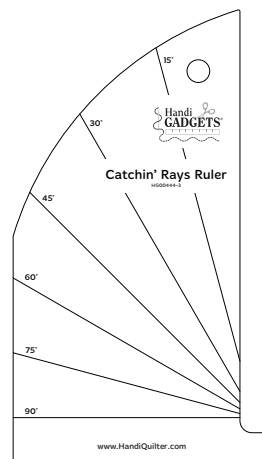 15°
Handi
GADGETS®
30°
Catchin’ Rays Ruler
HG00444-3
45°
60°
75°
90°
www.HandiQuilter.com